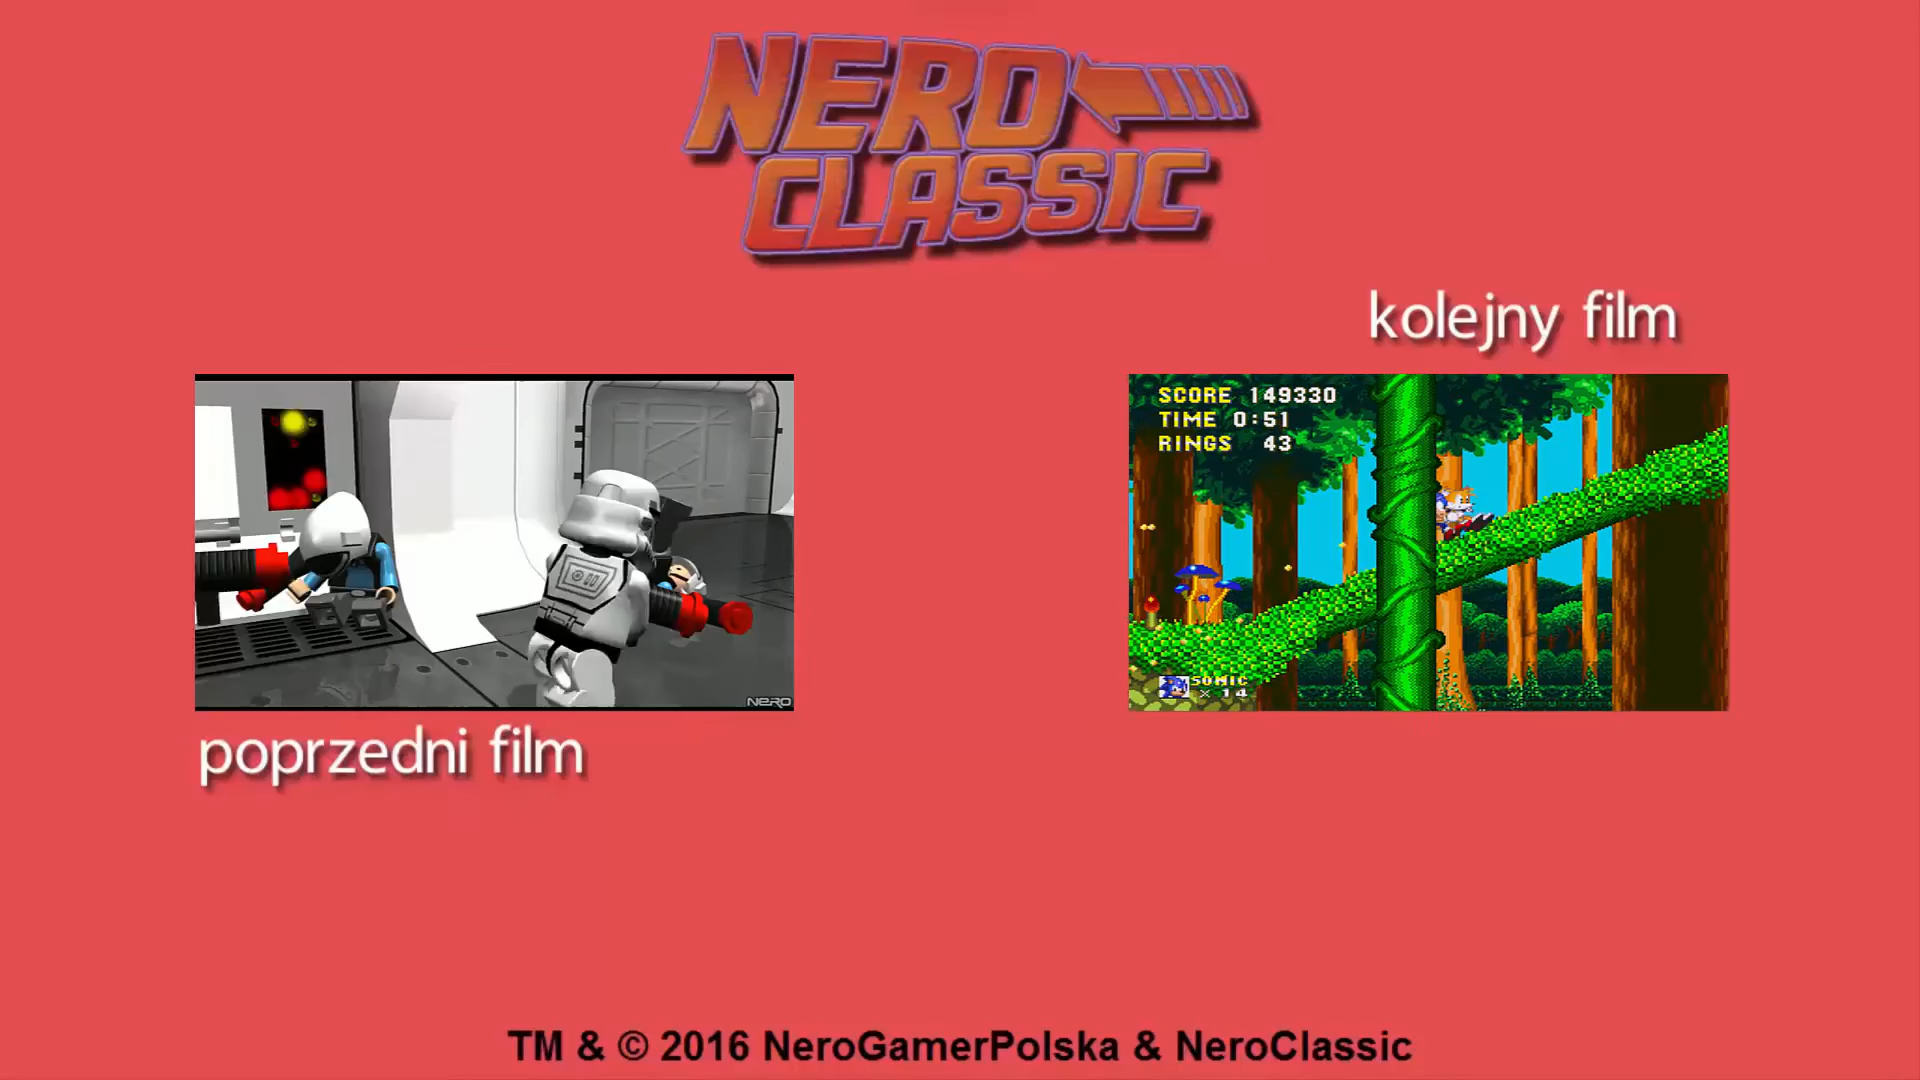 NERO
CLASSIC
kolejny film
SCORE 149330
TIME 0:51
RINGS 43
SONIC
x 14
NERO
poprzedni film
TM & © 2016 NeroGamerPolska & NeroClassic